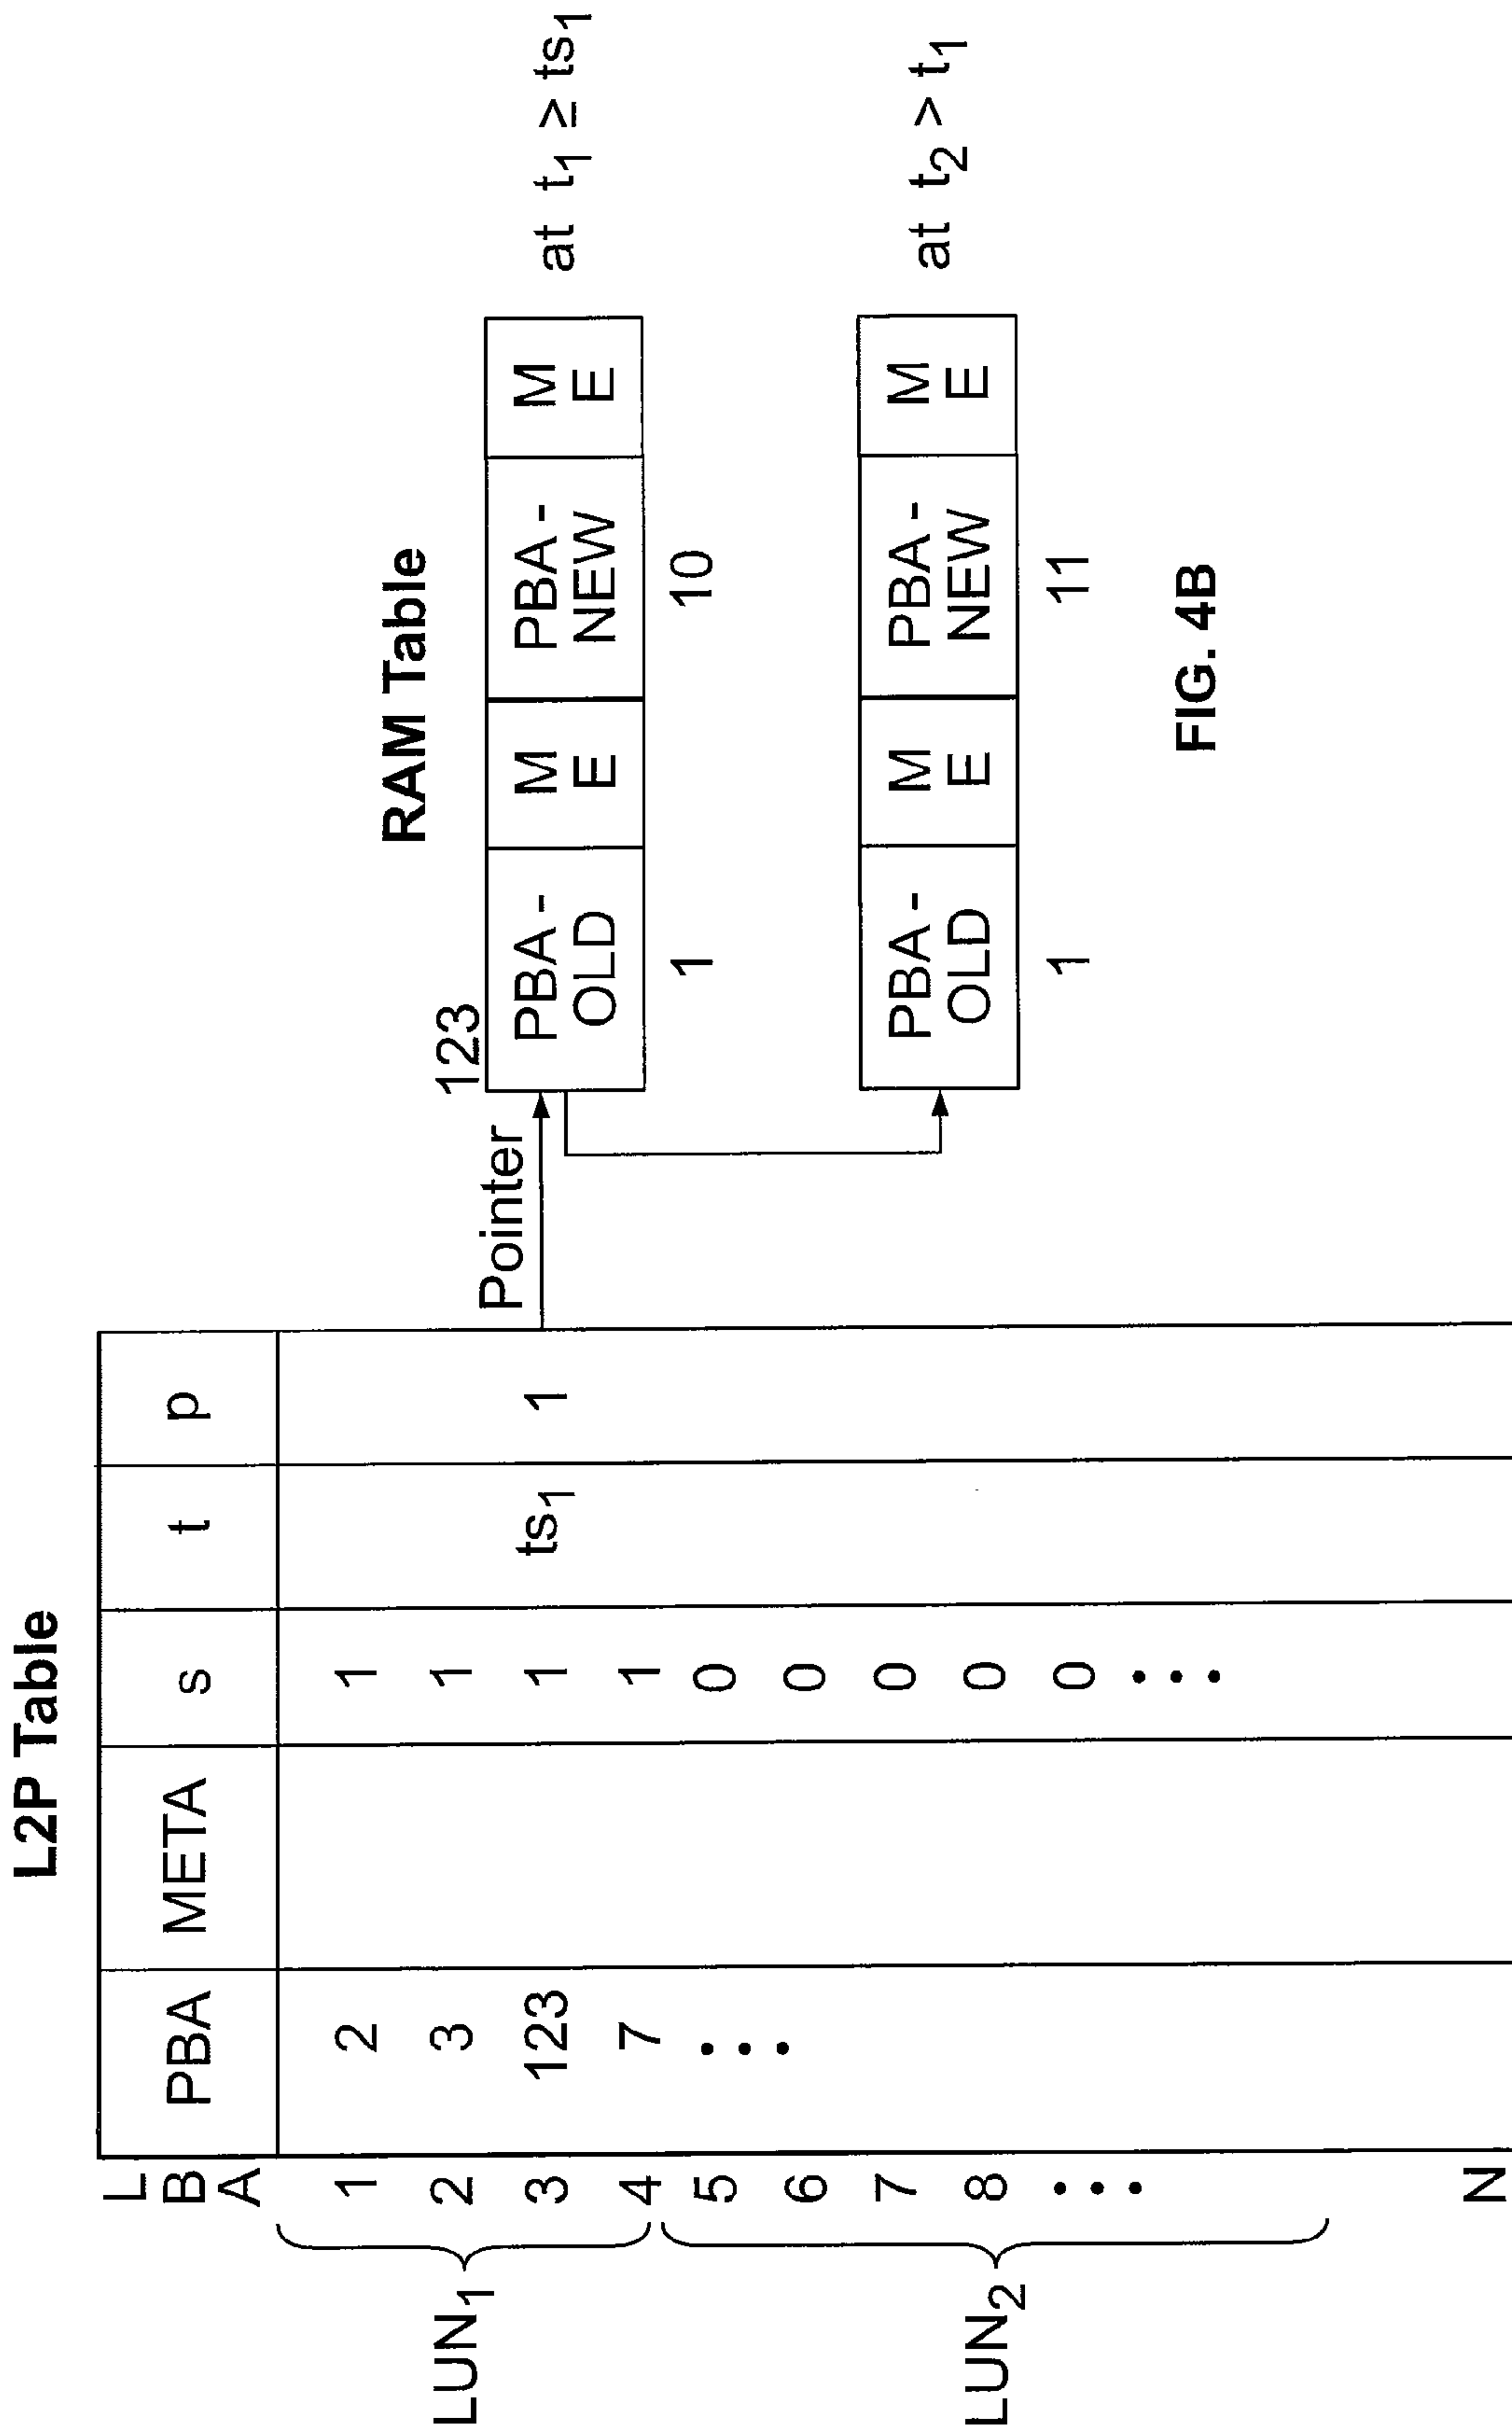 L2P Table
L
B
A
PBA META s t p
1 2 1
2 3 1
3 123 1 ts1 1
4 7 1
5 • • • 0
6 0
7 0
8 0
• • • 0
• • •
N
LUN1
LUN2
Pointer
RAM Table
123
PBA -
OLD
M
E
PBA -
NEW
M
E
1 10
at t1 ≥ ts1
PBA -
OLD
M
E
PBA -
NEW
M
E
1 11
at t2 > t1
FIG. 4B